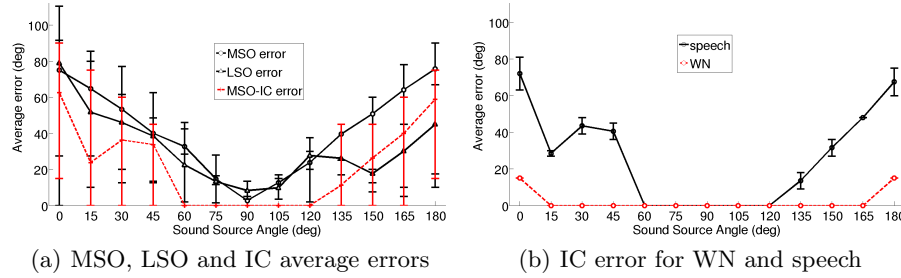 100
80
60
40
20
0
Average error (deg)
MSO error
LSO error
MSO-IC error
0 15 30 45 60 75 90 105 120 135 150 165 180
Sound Source Angle (deg)
(a) MSO, LSO and IC average errors
100
80
60
40
20
0
Average error (deg)
speech
WN
0 15 30 45 60 75 90 105 120 135 150 165 180
Sound Source Angle (deg)
(b) IC error for WN and speech